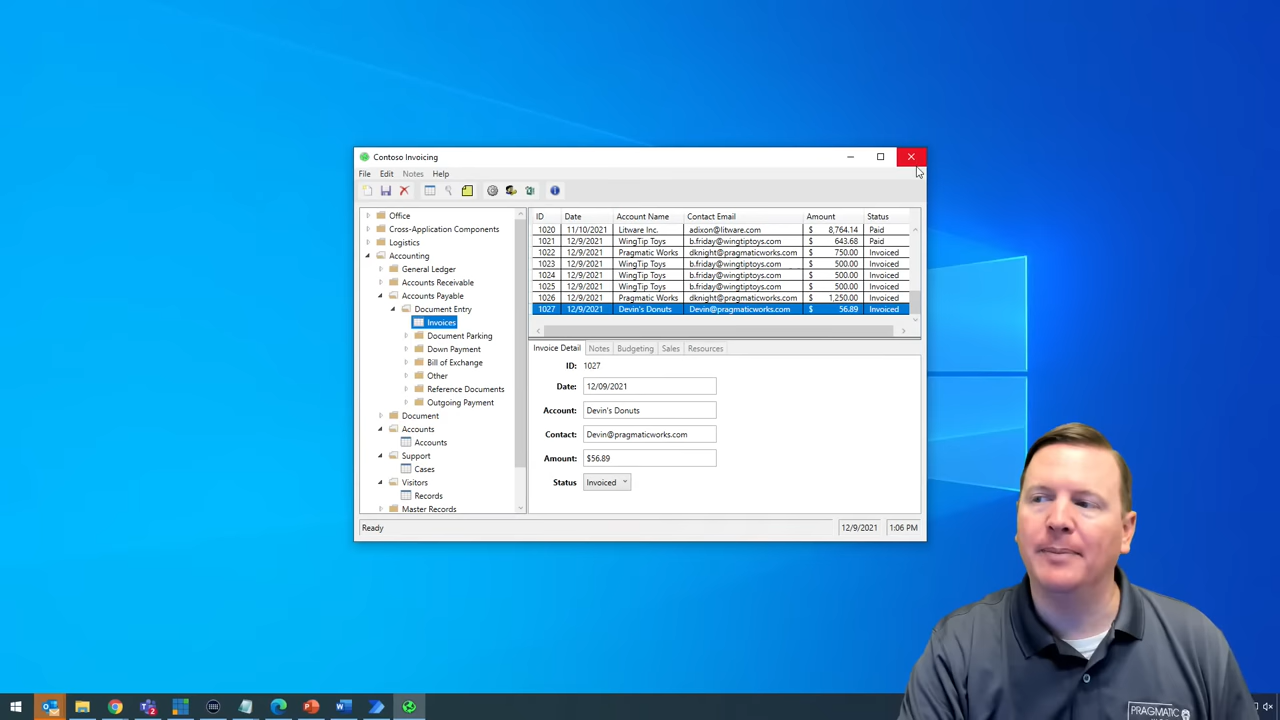 Contoso Invoicing
File Edit Notes Help
Office
Cross-Application Components
Logistics
Accounting
General Ledger
Accounts Receivable
Accounts Payable
Document Entry
Invoices
Document Parking
Down Payment
Bill of Exchange
Other
Reference Documents
Outgoing Payment
Document
Accounts
Accounts
Support
Cases
Visitors
Records
Master Records
ID Date Account Name Contact Email Amount Status
1020 11/10/2021 Litware Inc. adixon@litware.com $ 8,764.14 Paid
1021 12/9/2021 WingTip Toys b.friday@wingtiptoys.com $ 643.68 Paid
1022 12/9/2021 Pragmatic Works dknight@pragmaticworks.com $ 750.00 Invoiced
1023 12/9/2021 WingTip Toys b.friday@wingtiptoys.com $ 500.00 Invoiced
1024 12/9/2021 WingTip Toys b.friday@wingtiptoys.com $ 500.00 Invoiced
1025 12/9/2021 WingTip Toys b.friday@wingtiptoys.com $ 500.00 Invoiced
1026 12/9/2021 Pragmatic Works dknight@pragmaticworks.com $ 1,250.00 Invoiced
1027 12/9/2021 Devin's Donuts Devin@pragmaticworks.com $ 56.89 Invoiced
Invoice Detail Notes Budgeting Sales Resources
ID: 1027
Date: 12/09/2021
Account: Devin's Donuts
Contact: Devin@pragmaticworks.com
Amount: $56.89
Status Invoiced
Ready 12/9/2021 1:06 PM
PRAGMATIC